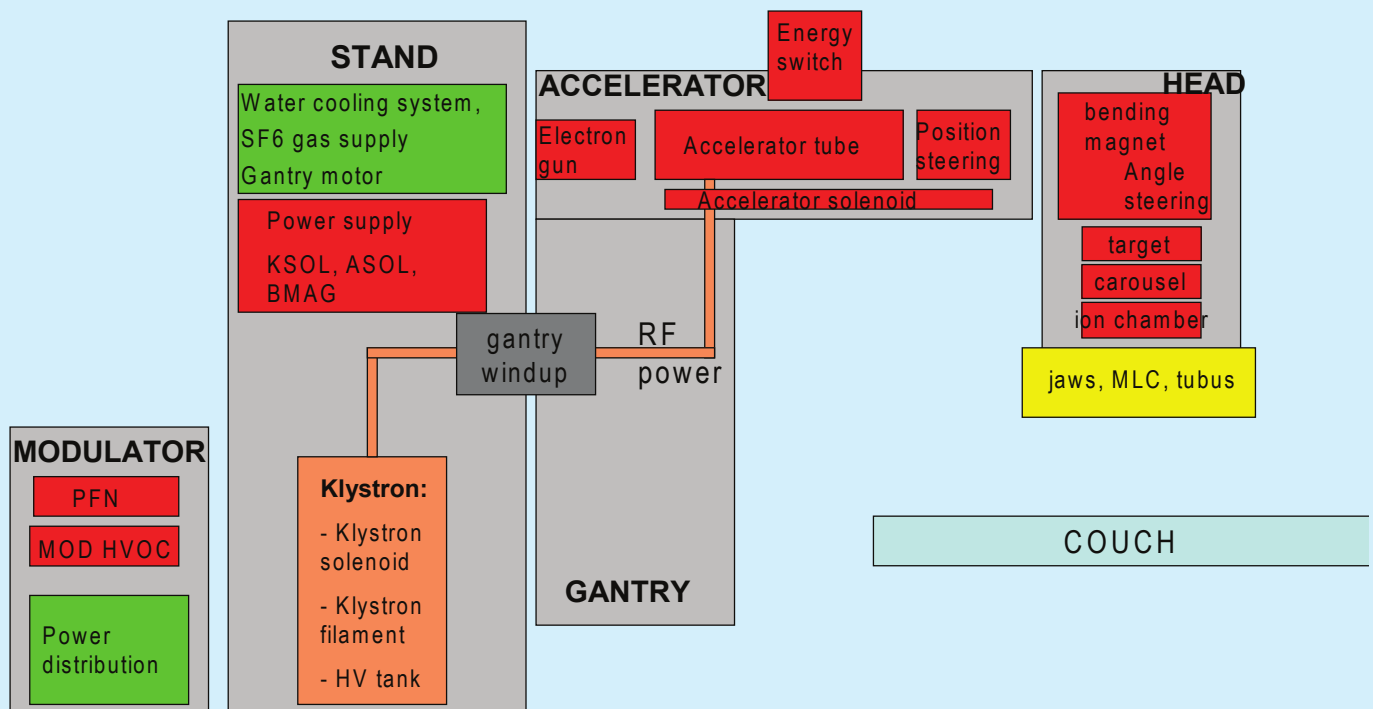 STAND
Water cooling system,
SF6 gas supply
Gantry motor
Power supply
KSOL, ASOL,
BMAG
gantry
windup
Klystron:
- Klystron
solenoid
- Klystron
filament
- HV tank
MODULATOR
PFN
MOD HVOC
Power
distribution
ACCELERATOR
Energy
switch
Electron
gun
Accelerator tube
Position
steering
Accelerator solenoid
RF
power
GANTRY
HEAD
bending
magnet
Angle
steering
target
carousel
ion chamber
jaws, MLC, tubus
COUCH